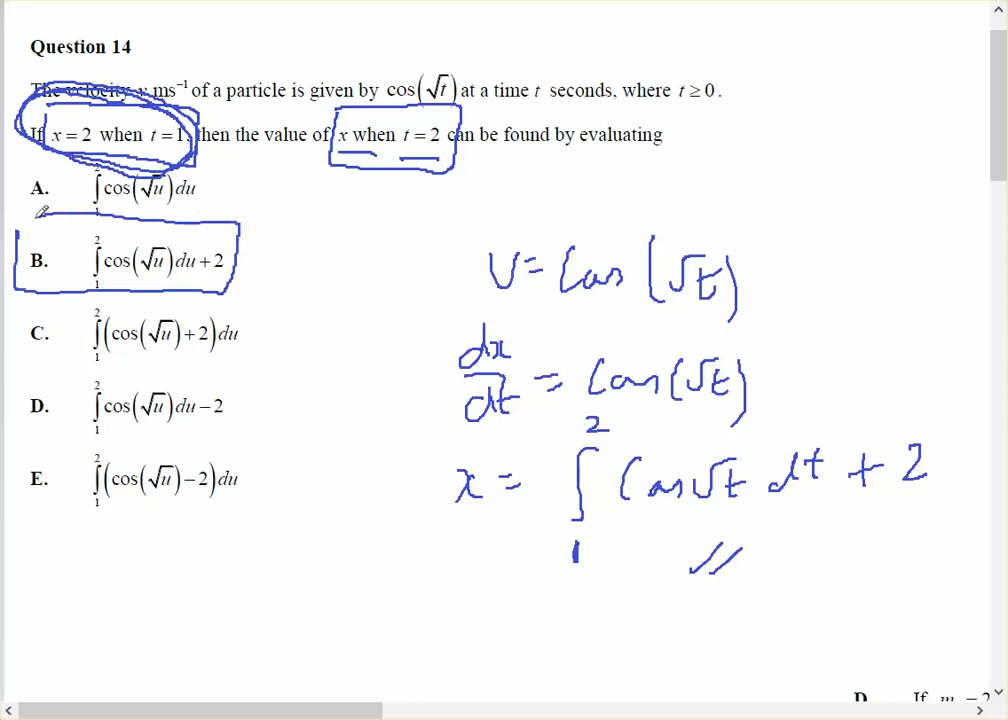 Question 14
The velocity v ms⁻¹ of a particle is given by cos(√t) at a time t seconds, where t ≥ 0.
If x = 2 when t = 1, then the value of x when t = 2 can be found by evaluating
A. ∫₁² cos(√u) du
B. ∫₁² cos(√u) du + 2
C. ∫₁² (cos(√u) + 2) du
D. ∫₁² cos(√u) du − 2
E. ∫₁² (cos(√u) − 2) du
V = Cos (√t)
dx/dt = Cos (√t)
x = ∫₁² Cos √t dt + 2
D. If m = 2